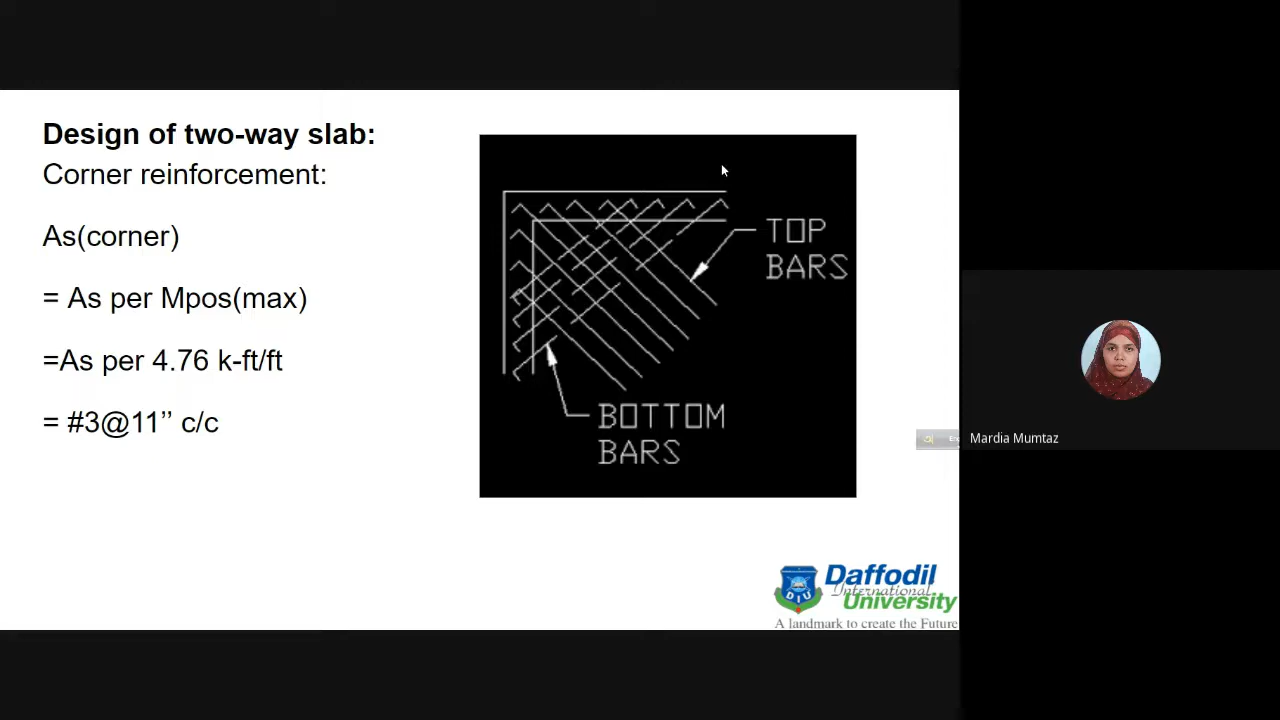 Design of two-way slab:
Corner reinforcement:
As(corner)
= As per Mpos(max)
=As per 4.76 k-ft/ft
= #3@11’’ c/c
TOP
BARS
BOTTOM
BARS
Mardia Mumtaz
DIU
Daffodil
International
University
A landmark to create the Future